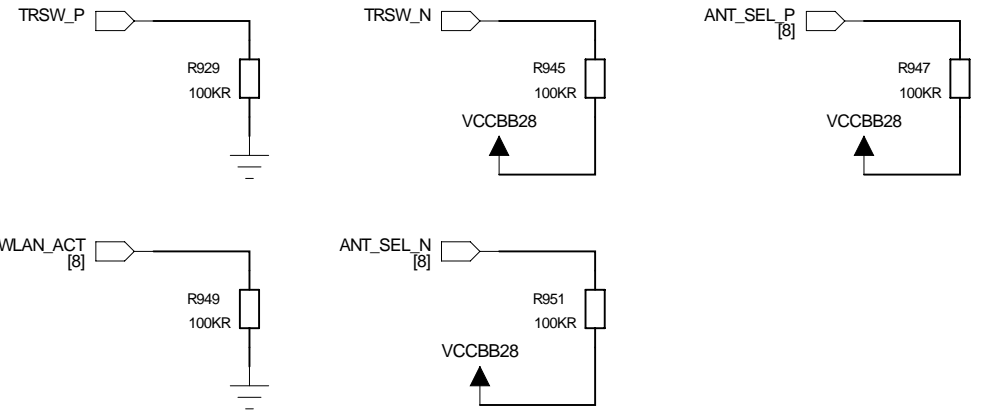 TRSW_P
R929
100KR
TRSW_N
R945
100KR
VCCBB28
ANT_SEL_P
[8]
R947
100KR
VCCBB28
WLAN_ACT
[8]
R949
100KR
ANT_SEL_N
[8]
R951
100KR
VCCBB28